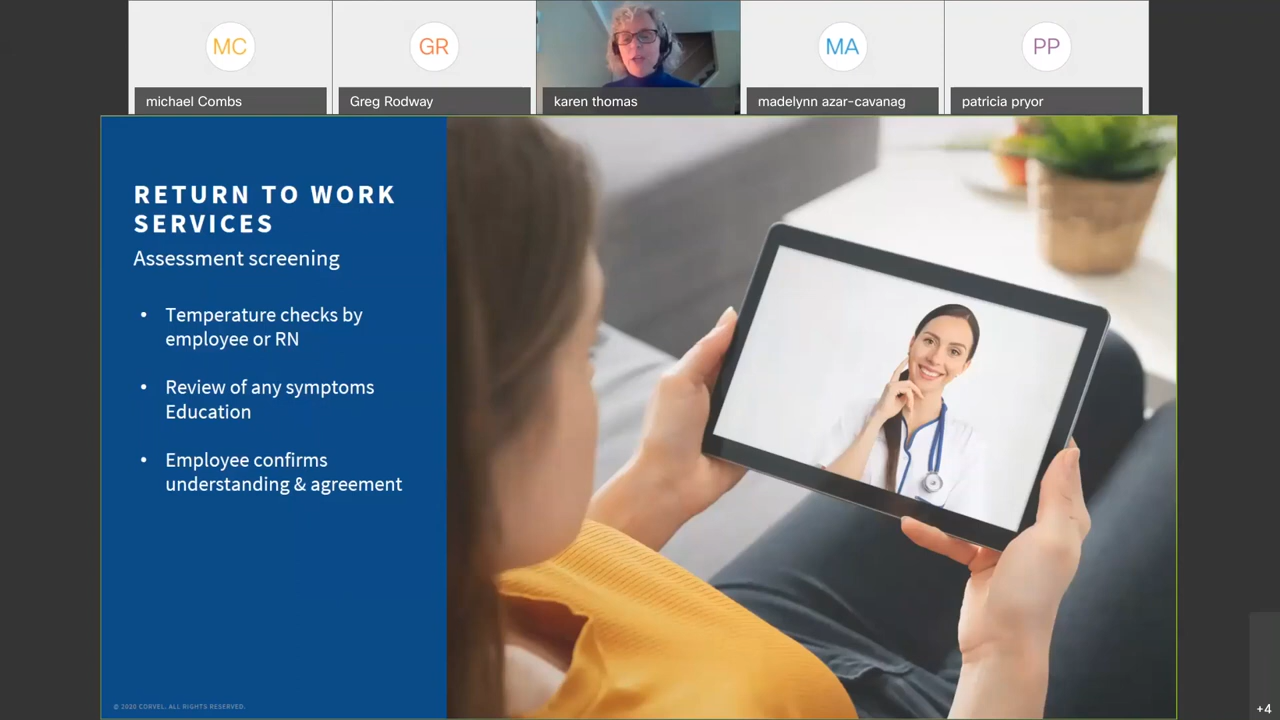 MC
GR
MA
PP
michael Combs
Greg Rodway
karen thomas
madelynn azar-cavanag
patricia pryor
RETURN TO WORK
SERVICES
Assessment screening
• Temperature checks by
employee or RN
• Review of any symptoms
Education
• Employee confirms
understanding & agreement
© 2020 CORVEL. ALL RIGHTS RESERVED.
+4